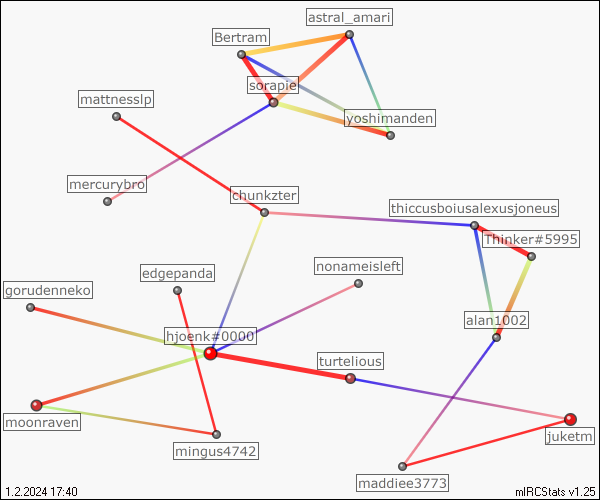 astral_amari
Bertram
sorapie
mattnesslp
yoshimanden
mercurybro
chunkzter
thiccusboiusalexusjoneus
Thinker#5995
edgepanda
nonameisleft
gorudenneko
alan1002
hjoenk#0000
turtelious
moonraven
juketm
mingus4742
maddiee3773
1.2.2024 17:40
mIRCStats v1.25